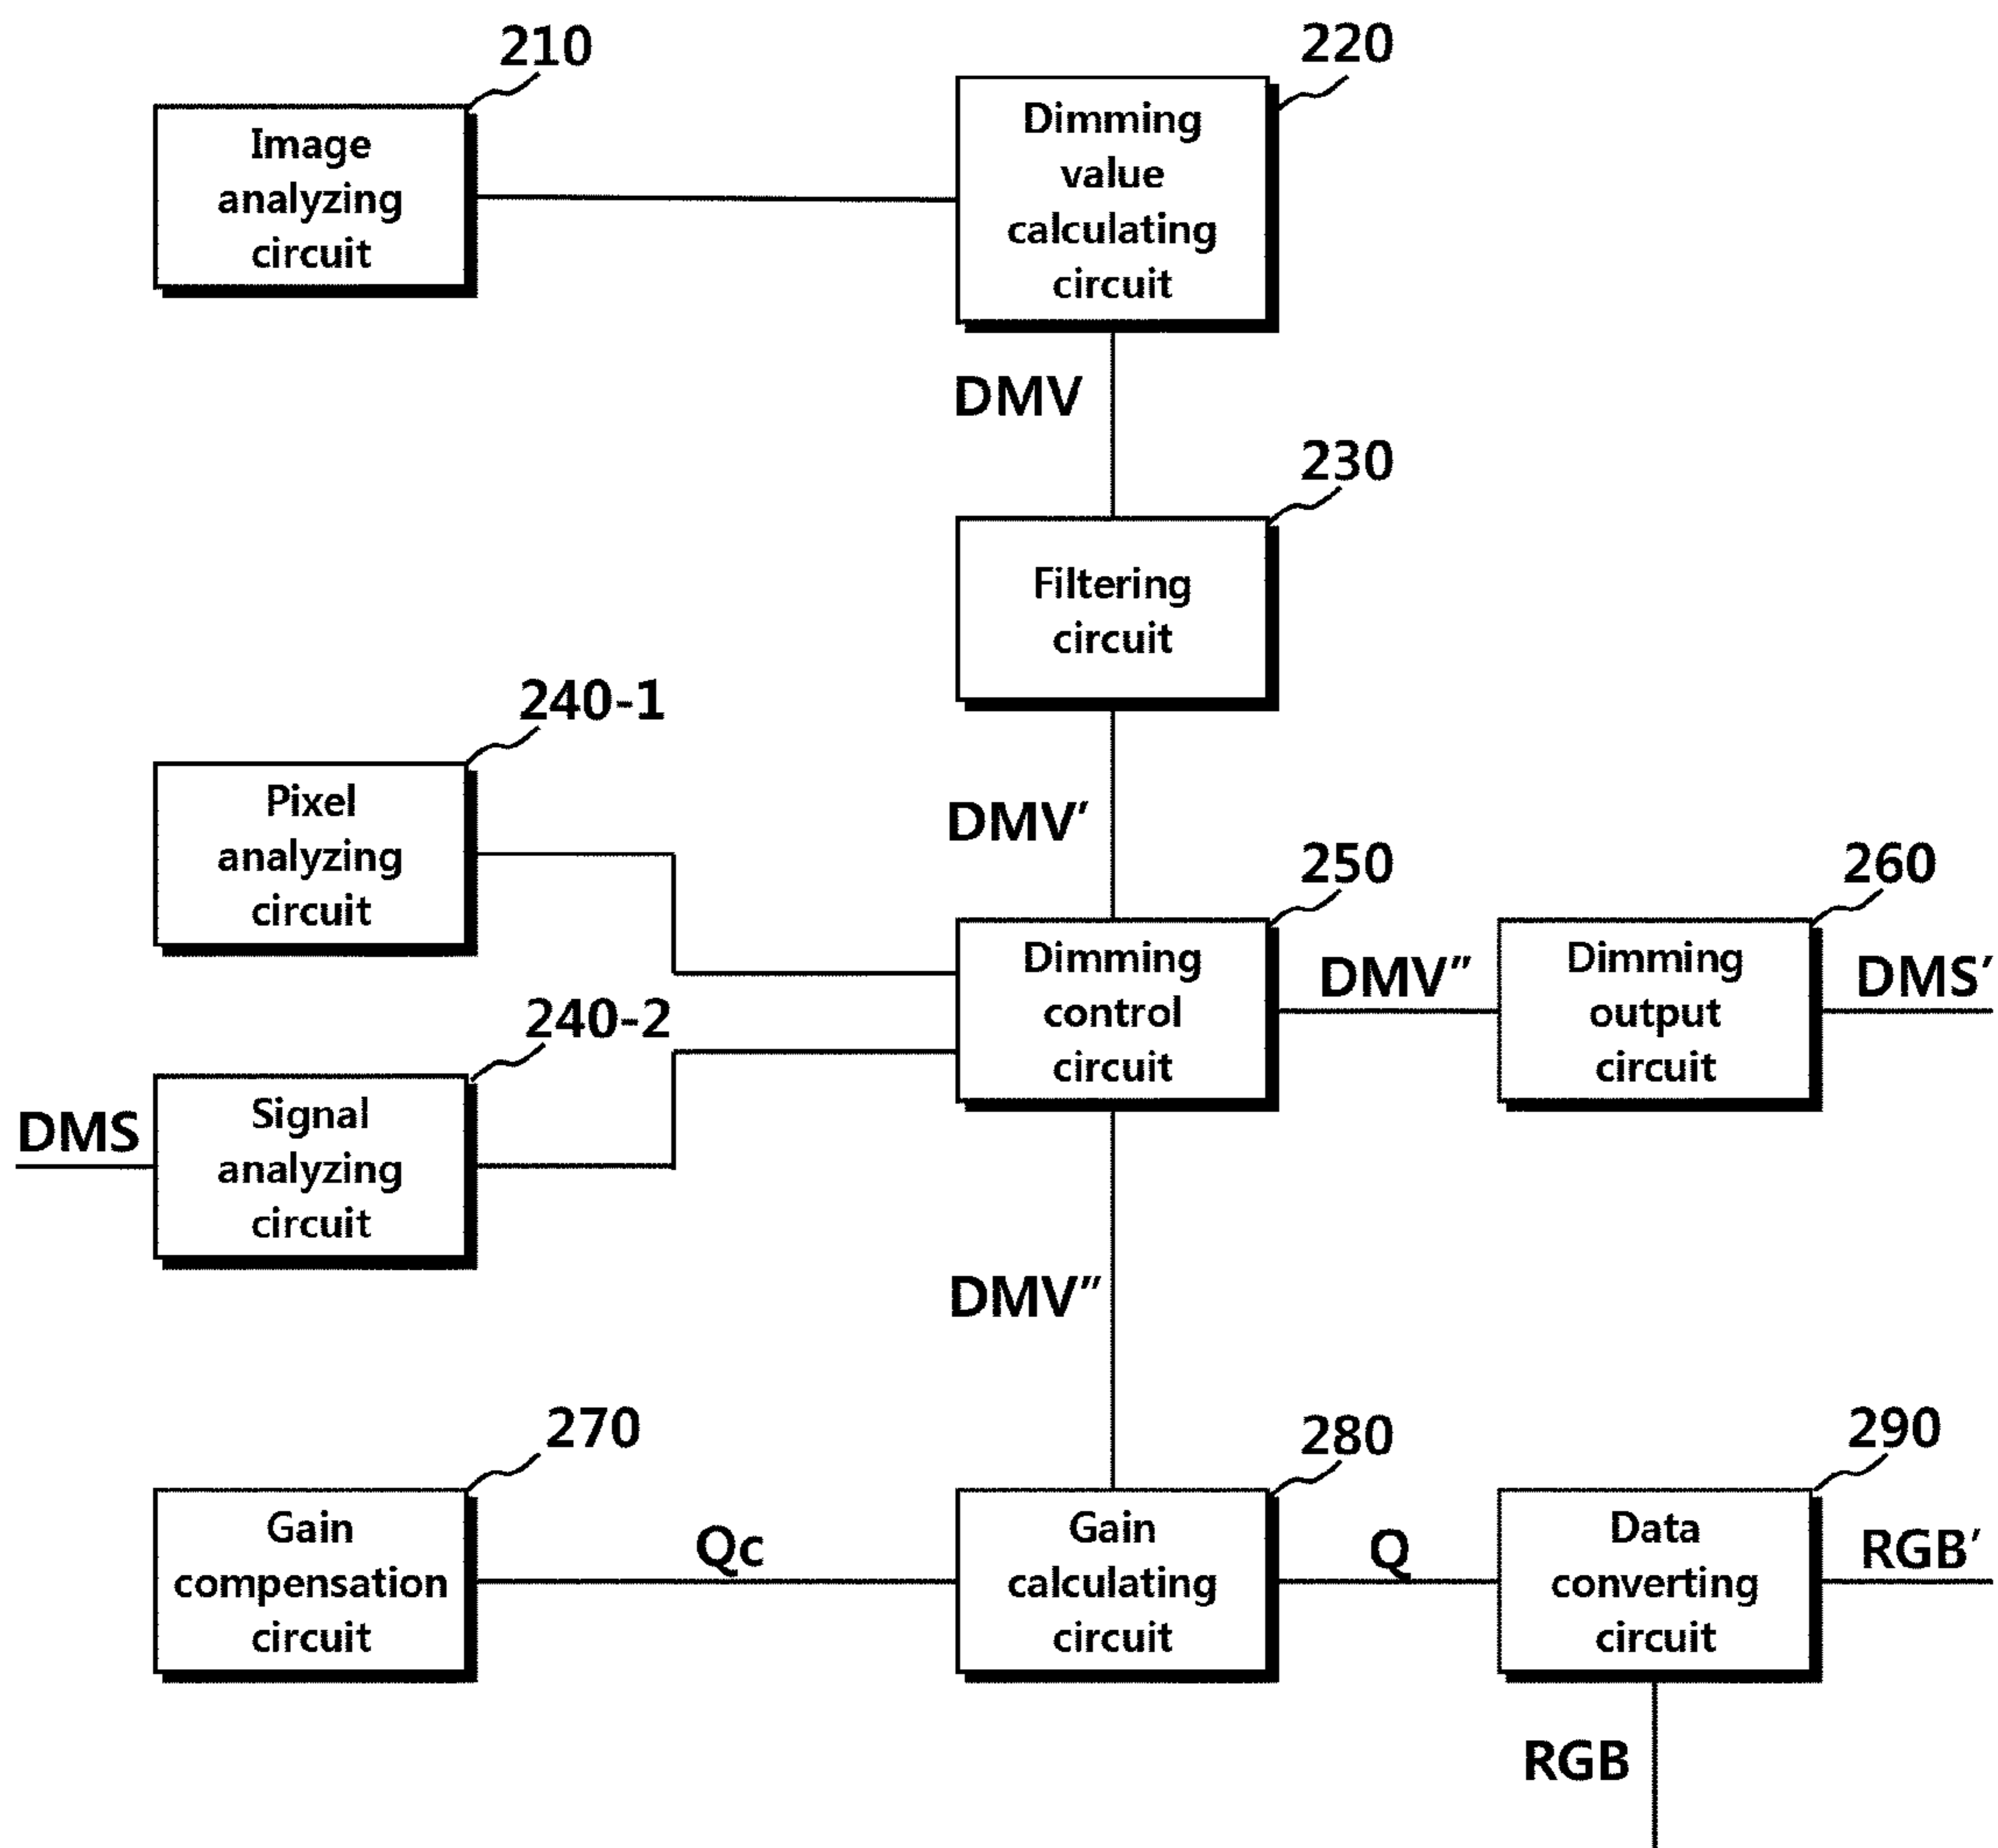 210
220
Image
analyzing
circuit
Dimming
value
calculating
circuit
DMV
230
Filtering
circuit
240-1
Pixel
analyzing
circuit
DMV′
250
260
Dimming
control
circuit
DMV″
Dimming
output
circuit
DMS′
240-2
DMS
Signal
analyzing
circuit
DMV″
270
280
290
Gain
compensation
circuit
Qc
Gain
calculating
circuit
Q
Data
converting
circuit
RGB′
RGB